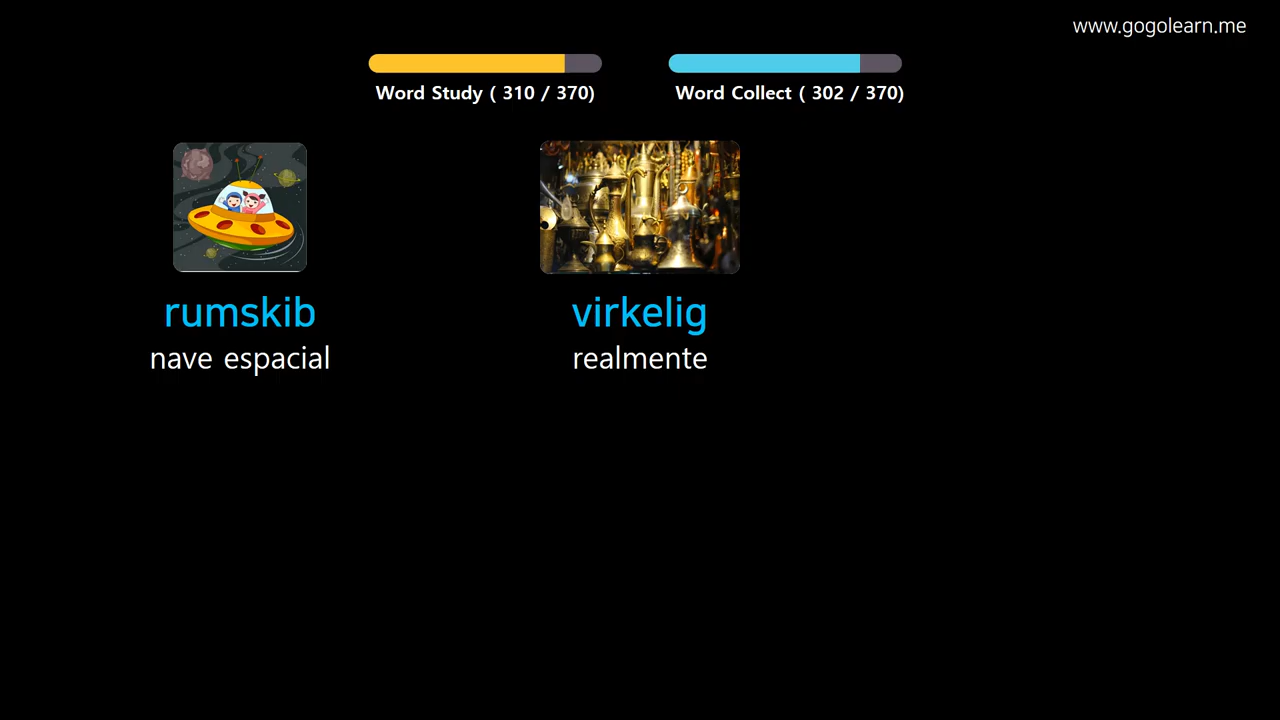 www.gogolearn.me
Word Study ( 310 / 370)
Word Collect ( 302 / 370)
rumskib
nave espacial
virkelig
realmente